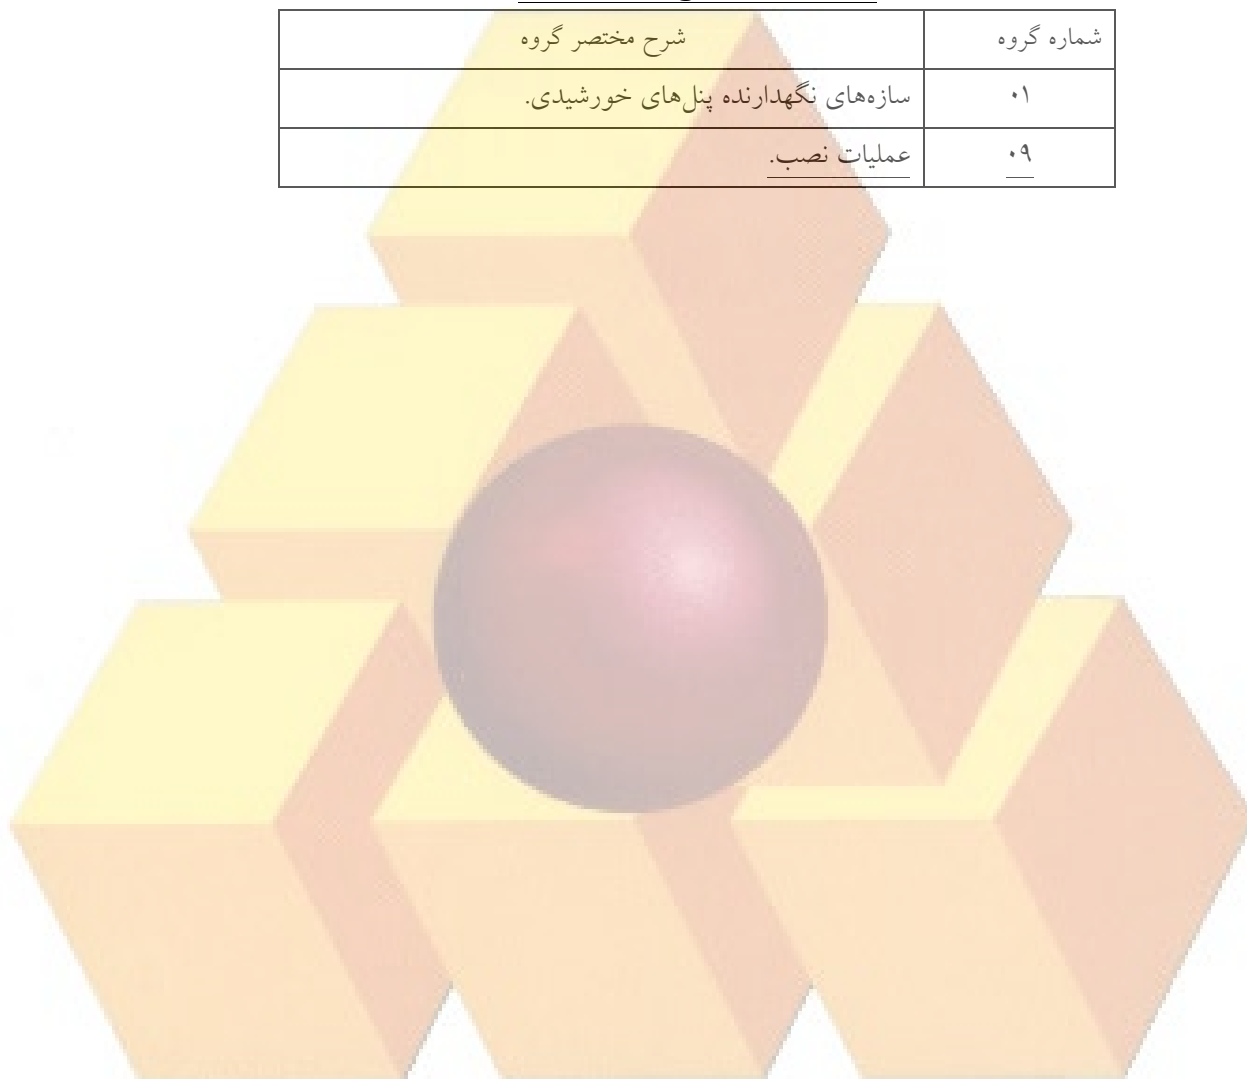 شماره گروه شرح مختصر گروه
۰۱ سازه‌های نگهدارنده پنل‌های خورشیدی.
۰۹ عملیات نصب.